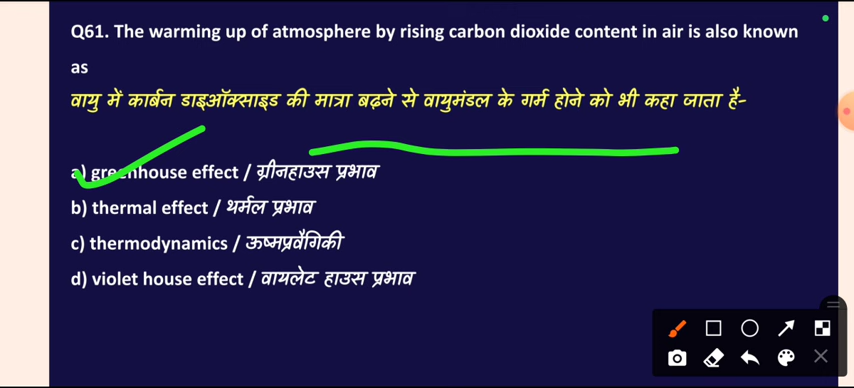 Q61. The warming up of atmosphere by rising carbon dioxide content in air is also known
as
वायु में कार्बन डाइऑक्साइड की मात्रा बढ़ने से वायुमंडल के गर्म होने को भी कहा जाता है-
a) greenhouse effect / ग्रीनहाउस प्रभाव
b) thermal effect / थर्मल प्रभाव
c) thermodynamics / ऊष्मप्रवैगिकी
d) violet house effect / वायलेट हाउस प्रभाव